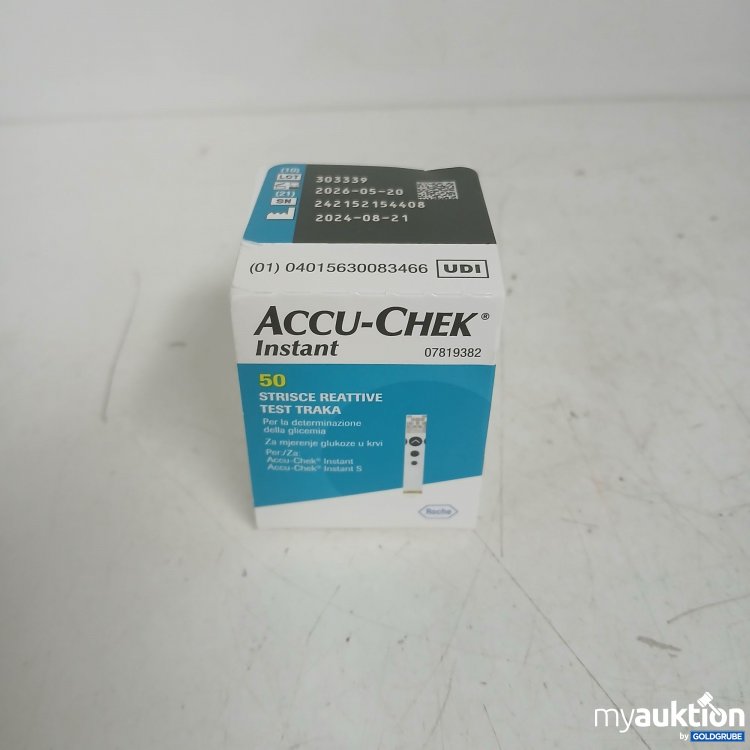 (10)
LOT 303339
2026-05-20
(21)
SN 242152154408
2024-08-21
(01) 04015630083466 UDI
ACCU-CHEK®
Instant 07819382
50
STRISCE REATTIVE
TEST TRAKA
Per la determinazione
della glicemia
Za mjerenje glukoze u krvi
Per/Za:
Accu-Chek® Instant
Accu-Chek® Instant S
Roche
myauktion
by GOLDGRUBE